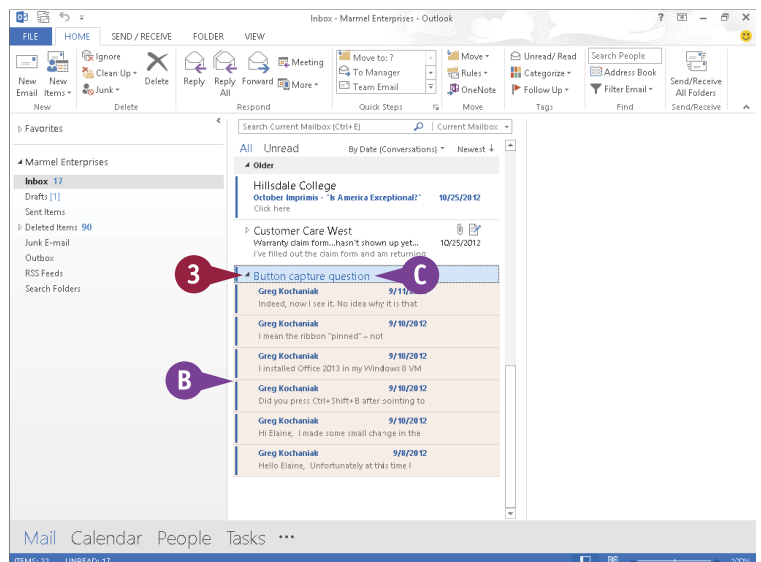 Inbox - Marmel Enterprises - Outlook
FILE HOME SEND / RECEIVE FOLDER VIEW
New Email
New Items
New
Ignore
Clean Up
Junk
Delete
Delete
Reply
Reply All
Forward
Meeting
More
Respond
Move to: ?
To Manager
Team Email
Quick Steps
Move
Rules
OneNote
Move
Unread/ Read
Categorize
Follow Up
Tags
Search People
Address Book
Filter Email
Find
Send/Receive All Folders
Send/Receive
Favorites
Marmel Enterprises
Inbox 17
Drafts [1]
Sent Items
Deleted Items 90
Junk E-mail
Outbox
RSS Feeds
Search Folders
Search Current Mailbox (Ctrl+E) Current Mailbox
All Unread By Date (Conversations) Newest ↓
Older
Hillsdale College
October Imprimis - "Is America Exceptional?" 10/25/2012
Click here
Customer Care West
Warranty claim form...hasn't shown up yet... 10/25/2012
I've filled out the claim form and am returning
3 Button capture question C
Greg Kochaniak 9/11/
Indeed, now I see it. No idea why it is that
Greg Kochaniak 9/10/2012
I mean the ribbon "pinned" – not
Greg Kochaniak 9/10/2012
I installed Office 2013 in my Windows 8 VM
B
Greg Kochaniak 9/10/2012
Did you press Ctrl+Shift+B after pointing to
Greg Kochaniak 9/10/2012
Hi Elaine, I made some small change in the
Greg Kochaniak 9/8/2012
Hello Elaine, Unfortunately at this time I
Mail Calendar People Tasks •••
ITEMS: 22 UNREAD: 17 100%